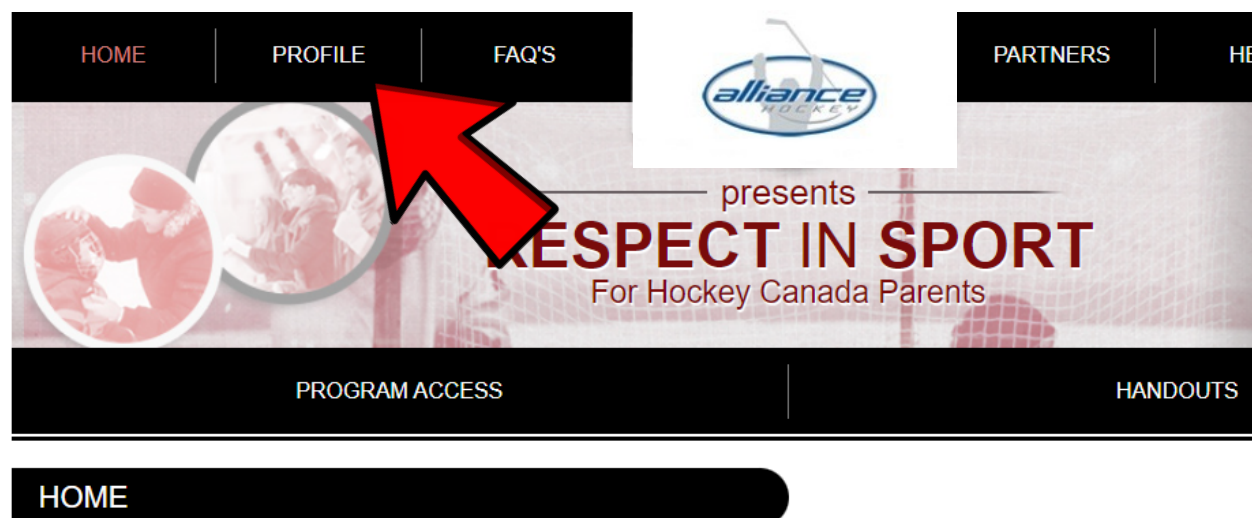 HOME PROFILE FAQ'S PARTNERS
alliance
HOCKEY
presents
RESPECT IN SPORT
For Hockey Canada Parents
PROGRAM ACCESS HANDOUTS
HOME